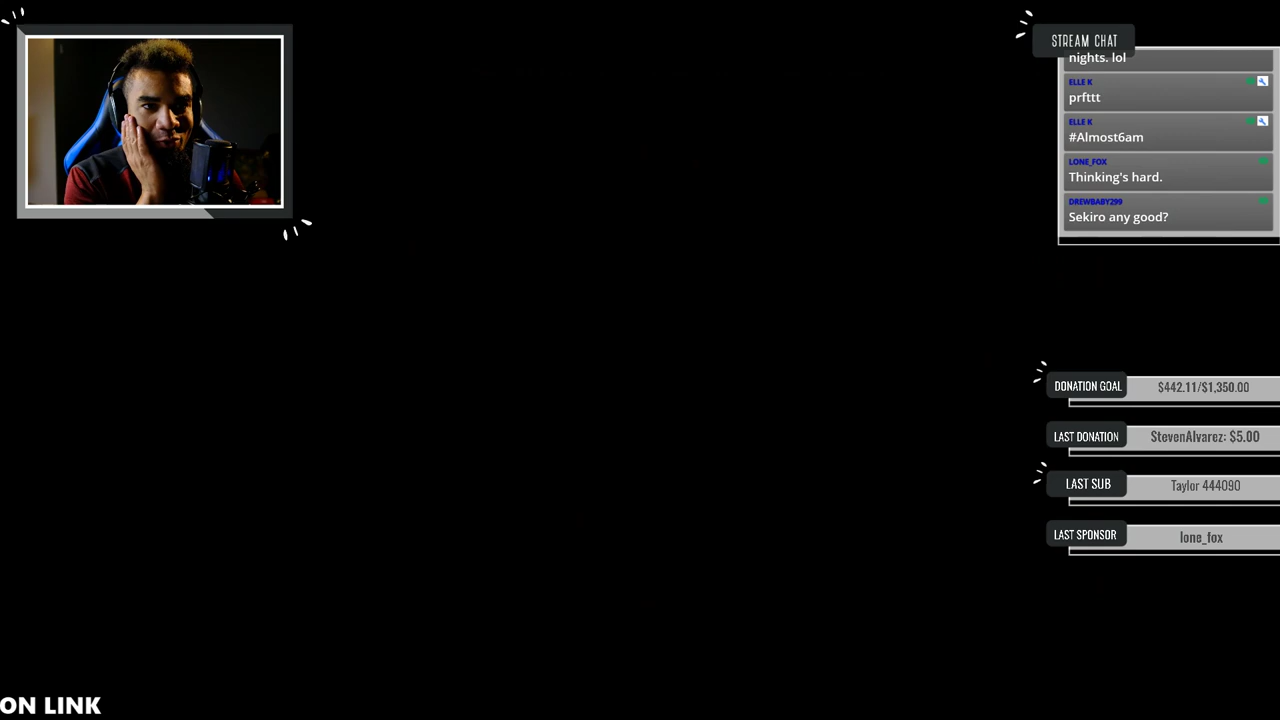 STREAM CHAT
nights. lol
ELLE K
prfttt
ELLE K
#Almost6am
LONE_FOX
Thinking's hard.
DREWBABY299
Sekiro any good?
DONATION GOAL
$442.11/$1,350.00
LAST DONATION
StevenAlvarez: $5.00
LAST SUB
Taylor 444090
LAST SPONSOR
lone_fox
ON LINK